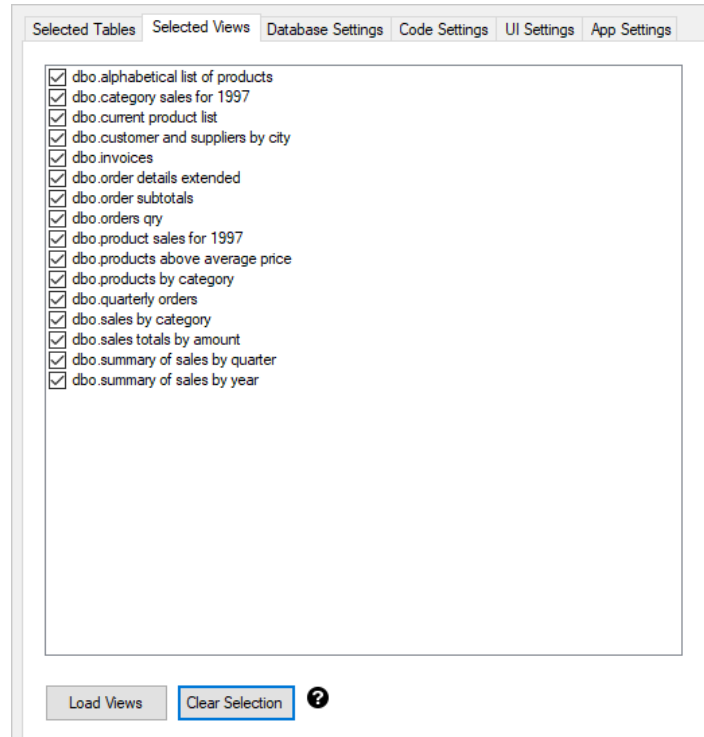 Selected Tables Selected Views Database Settings Code Settings UI Settings App Settings
dbo.alphabetical list of products
dbo.category sales for 1997
dbo.current product list
dbo.customer and suppliers by city
dbo.invoices
dbo.order details extended
dbo.order subtotals
dbo.orders qry
dbo.product sales for 1997
dbo.products above average price
dbo.products by category
dbo.quarterly orders
dbo.sales by category
dbo.sales totals by amount
dbo.summary of sales by quarter
dbo.summary of sales by year
Load Views Clear Selection ?